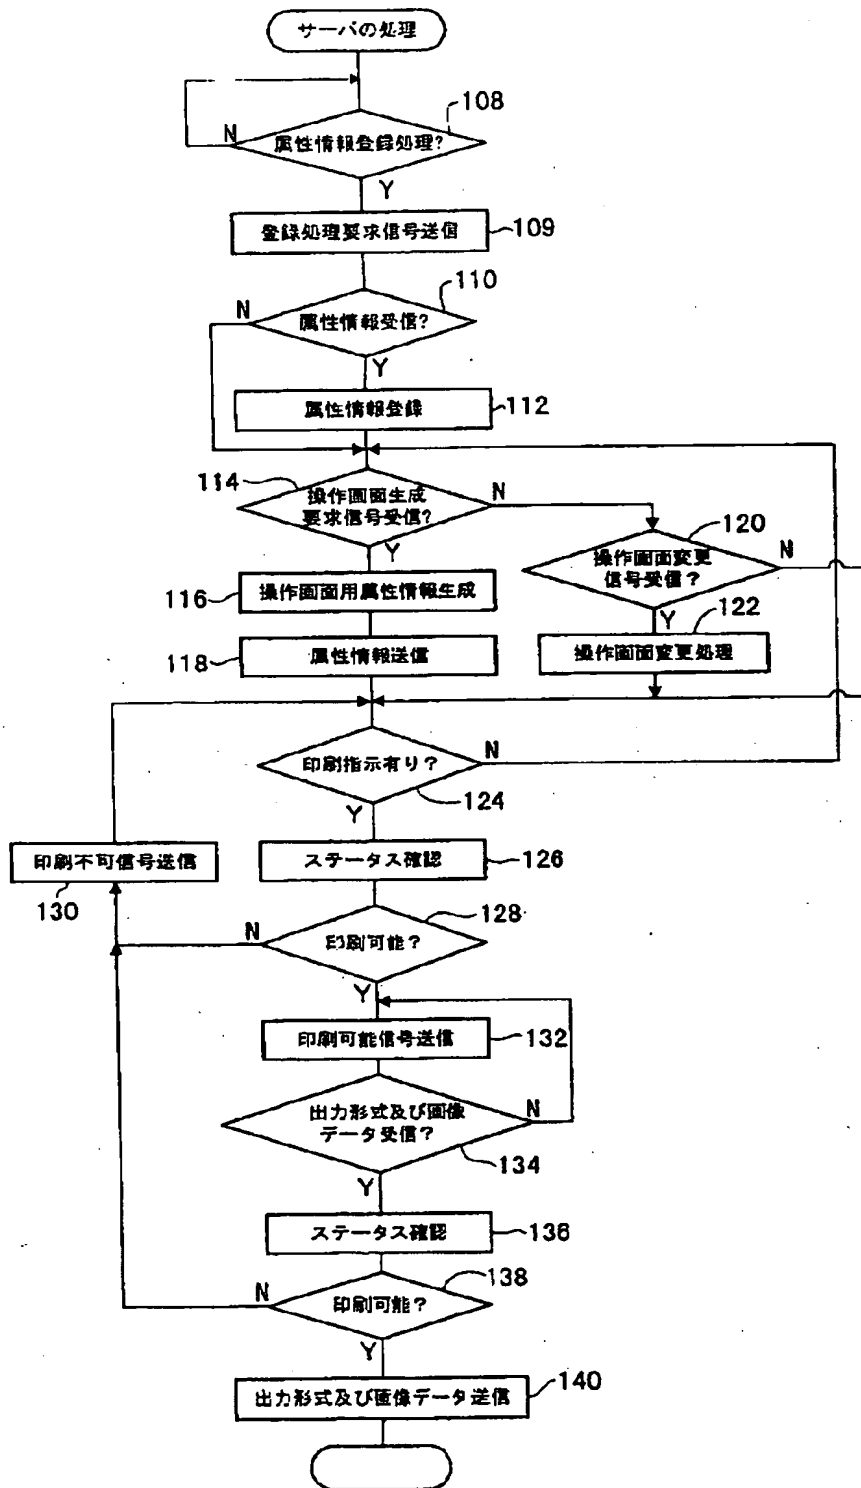 サーバの処理
108
N
属性情報登録処理?
Y
登録処理要求信号送信
109
110
N
属性情報受信?
Y
属性情報登録
112
114
操作画面生成
要求信号受信?
N
Y
120
操作画面変更
信号受信?
N
Y
116
操作画面用属性情報生成
122
操作画面変更処理
118
属性情報送信
印刷指示有り?
N
124
Y
印刷不可信号送信
130
ステータス確認
126
128
N
印刷可能?
Y
印刷可能信号送信
132
出力形式及び画像
データ受信?
N
134
Y
ステータス確認
136
138
N
印刷可能?
Y
出力形式及び画像データ送信
140